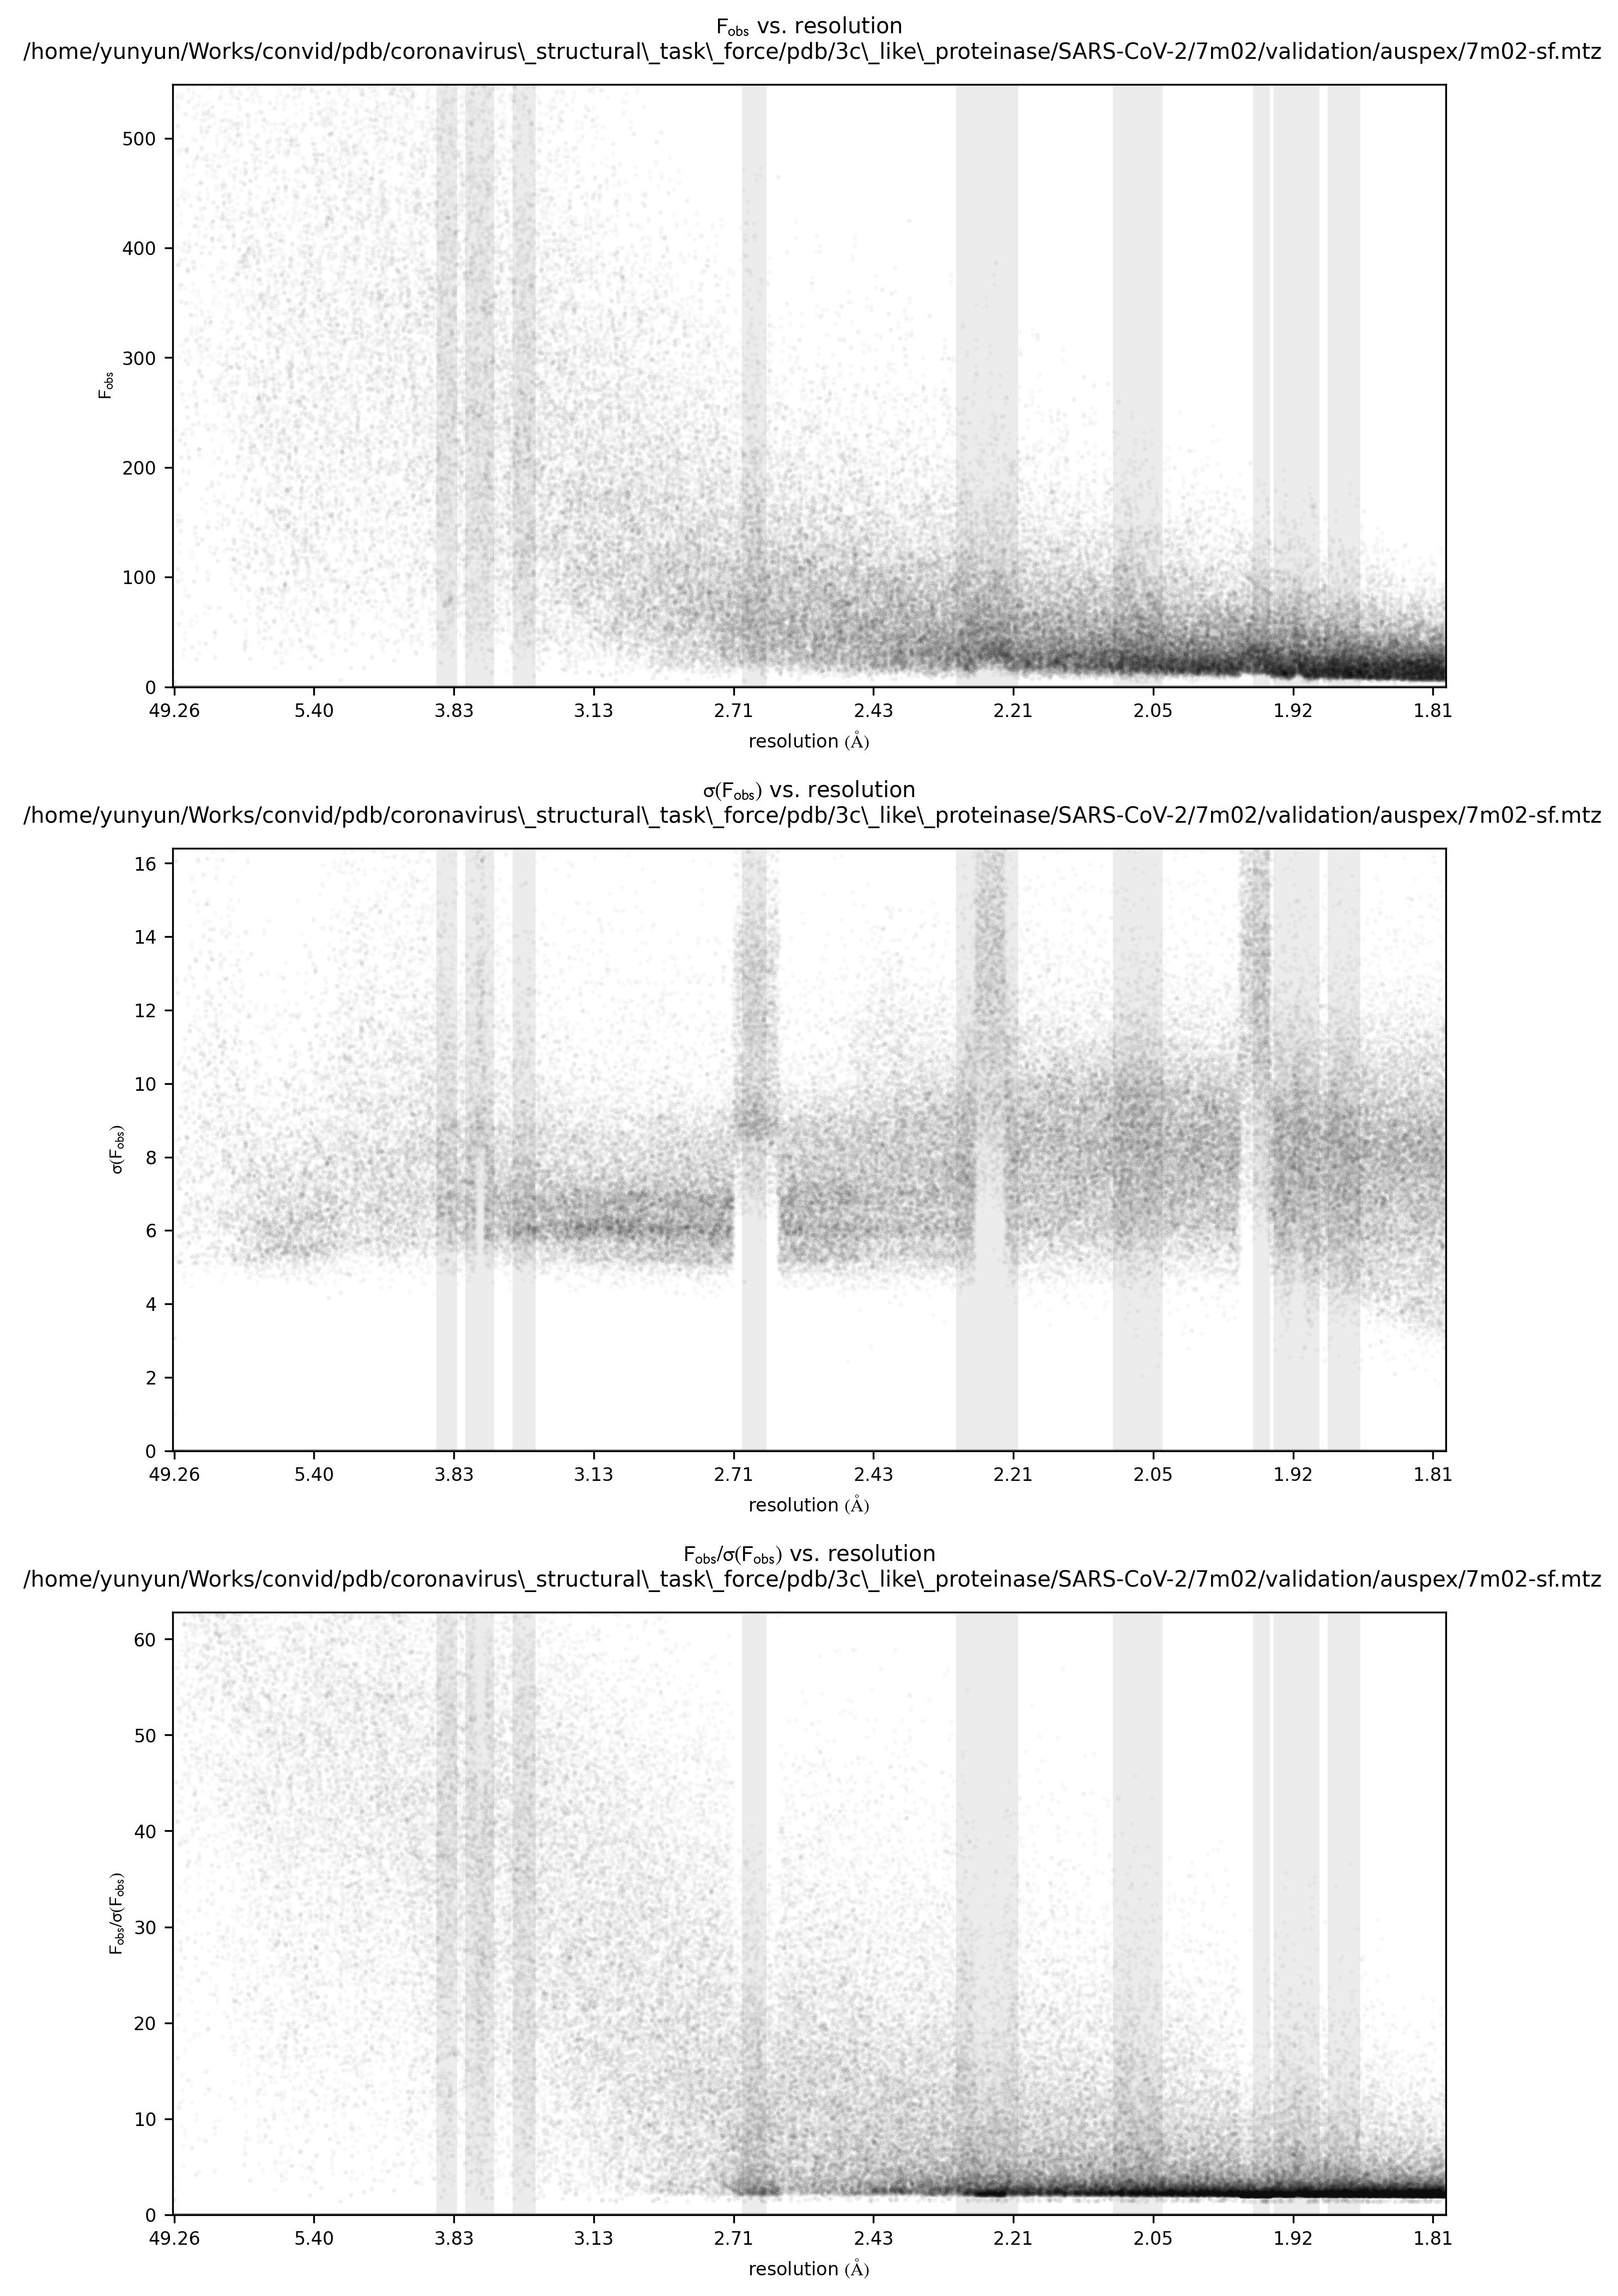 Fobs vs. resolution
/home/yunyun/Works/convid/pdb/coronavirus\_structural\_task\_force/pdb/3c\_like\_proteinase/SARS-CoV-2/7m02/validation/auspex/7m02-sf.mtz
500
400
300
200
100
0
Fobs
49.26 5.40 3.83 3.13 2.71 2.43 2.21 2.05 1.92 1.81
resolution (Å)
σ(Fobs) vs. resolution
/home/yunyun/Works/convid/pdb/coronavirus\_structural\_task\_force/pdb/3c\_like\_proteinase/SARS-CoV-2/7m02/validation/auspex/7m02-sf.mtz
16
14
12
10
8
6
4
2
0
σ(Fobs)
49.26 5.40 3.83 3.13 2.71 2.43 2.21 2.05 1.92 1.81
resolution (Å)
Fobs/σ(Fobs) vs. resolution
/home/yunyun/Works/convid/pdb/coronavirus\_structural\_task\_force/pdb/3c\_like\_proteinase/SARS-CoV-2/7m02/validation/auspex/7m02-sf.mtz
60
50
40
30
20
10
0
Fobs/σ(Fobs)
49.26 5.40 3.83 3.13 2.71 2.43 2.21 2.05 1.92 1.81
resolution (Å)